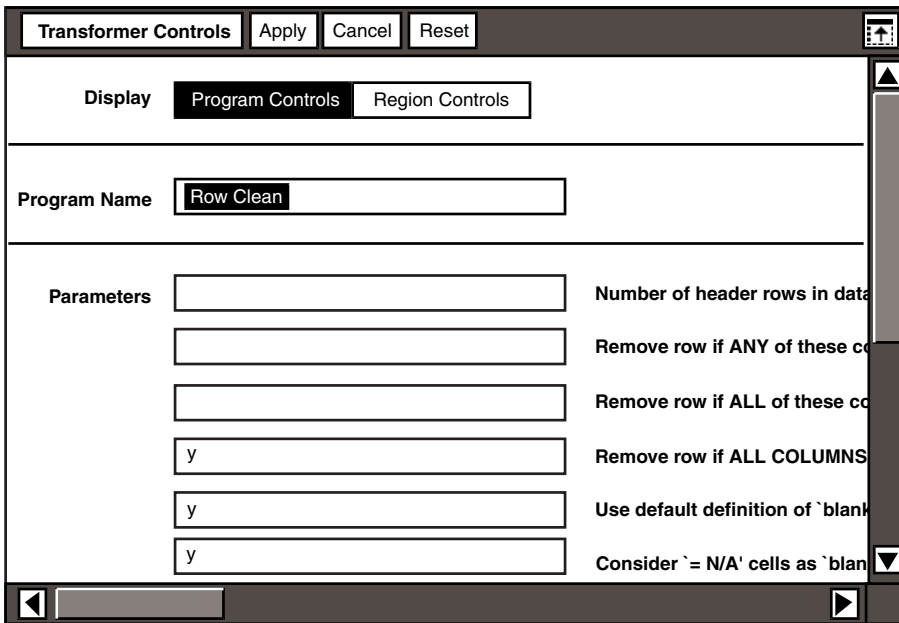 Transformer Controls Apply Cancel Reset
Display Program Controls Region Controls
Program Name Row Clean
Parameters Number of header rows in data
Remove row if ANY of these co
Remove row if ALL of these co
y Remove row if ALL COLUMNS
y Use default definition of `blank
y Consider `= N/A' cells as `blan